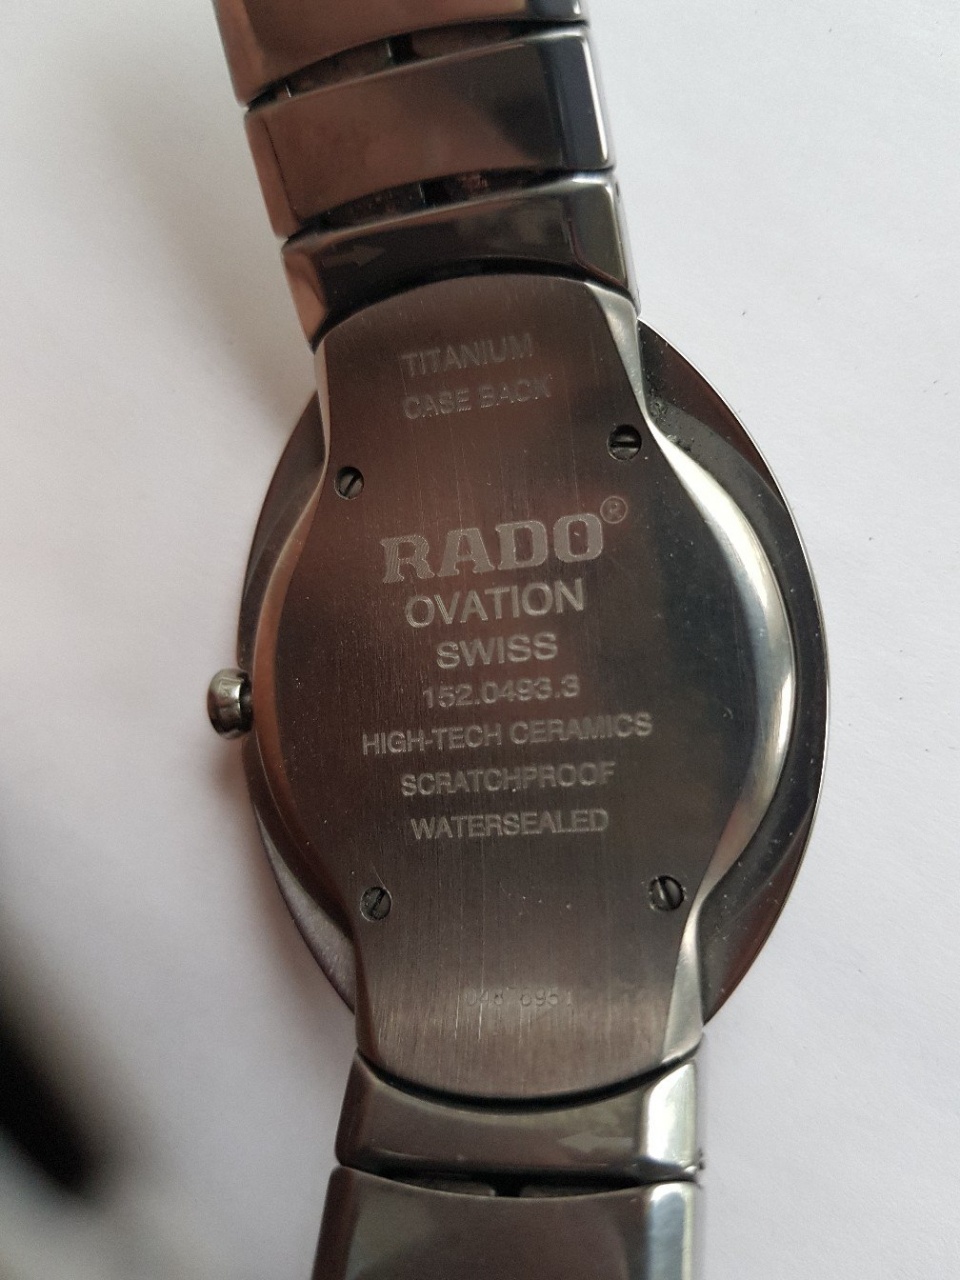 TITANIUM
CASE BACK
RADO®
OVATION
SWISS
152.0493.3
HIGH-TECH CERAMICS
SCRATCHPROOF
WATERSEALED